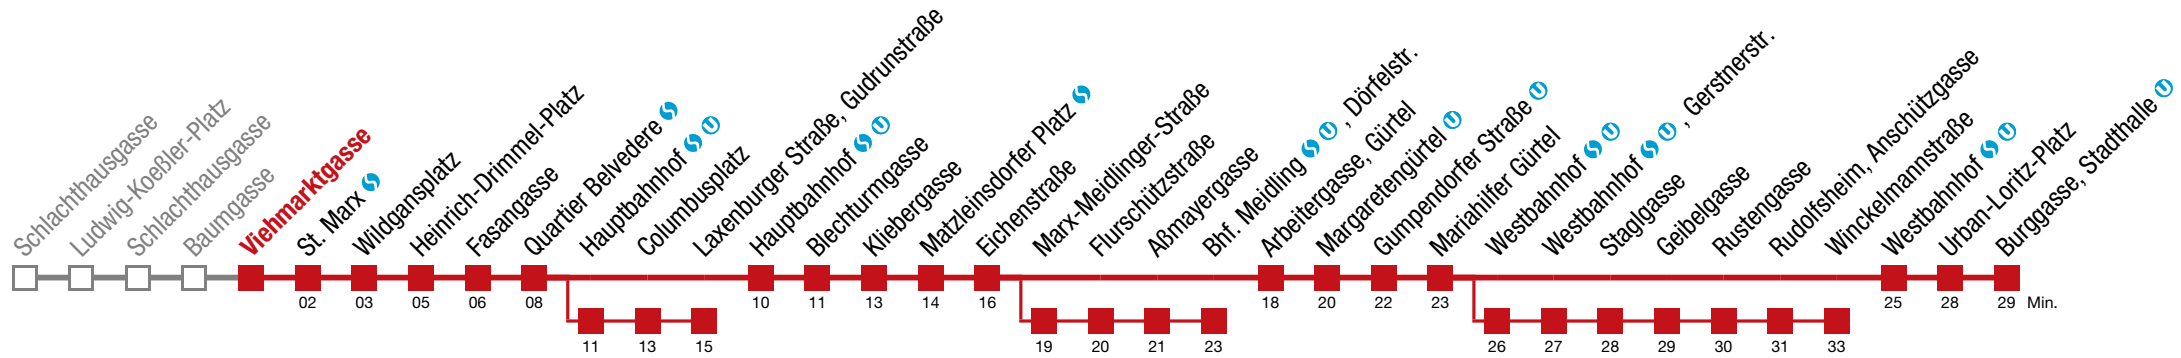 Schlachthausgasse
Ludwig-Koeßler-Platz
Schlachthausgasse
Baumgasse
Viehmarktgasse
St. Marx
Wildgansplatz
Heinrich-Drimmel-Platz
Fasangasse
Quartier Belvedere
Hauptbahnhof
Columbusplatz
Laxenburger Straße, Gudrunstraße
Hauptbahnhof
Blechturmgasse
Kliebergasse
Matzleinsdorfer Platz
Eichenstraße
Marx-Meidlinger-Straße
Flurschützstraße
Aßmayergasse
Bhf. Meidling , Dörfelstr.
Arbeitergasse, Gürtel
Margaretengürtel
Gumpendorfer Straße
Mariahilfer Gürtel
Westbahnhof
Westbahnhof , Gerstnerstr.
Staglgasse
Geibelgasse
Rustengasse
Rudolfsheim, Anschützgasse
Winckelmannstraße
Westbahnhof
Urban-Loritz-Platz
Burggasse, Stadthalle
02 03 05 06 08 10 11 13 14 16 18 20 22 23 25 28 29 Min.
11 13 15 19 20 21 23 26 27 28 29 30 31 33